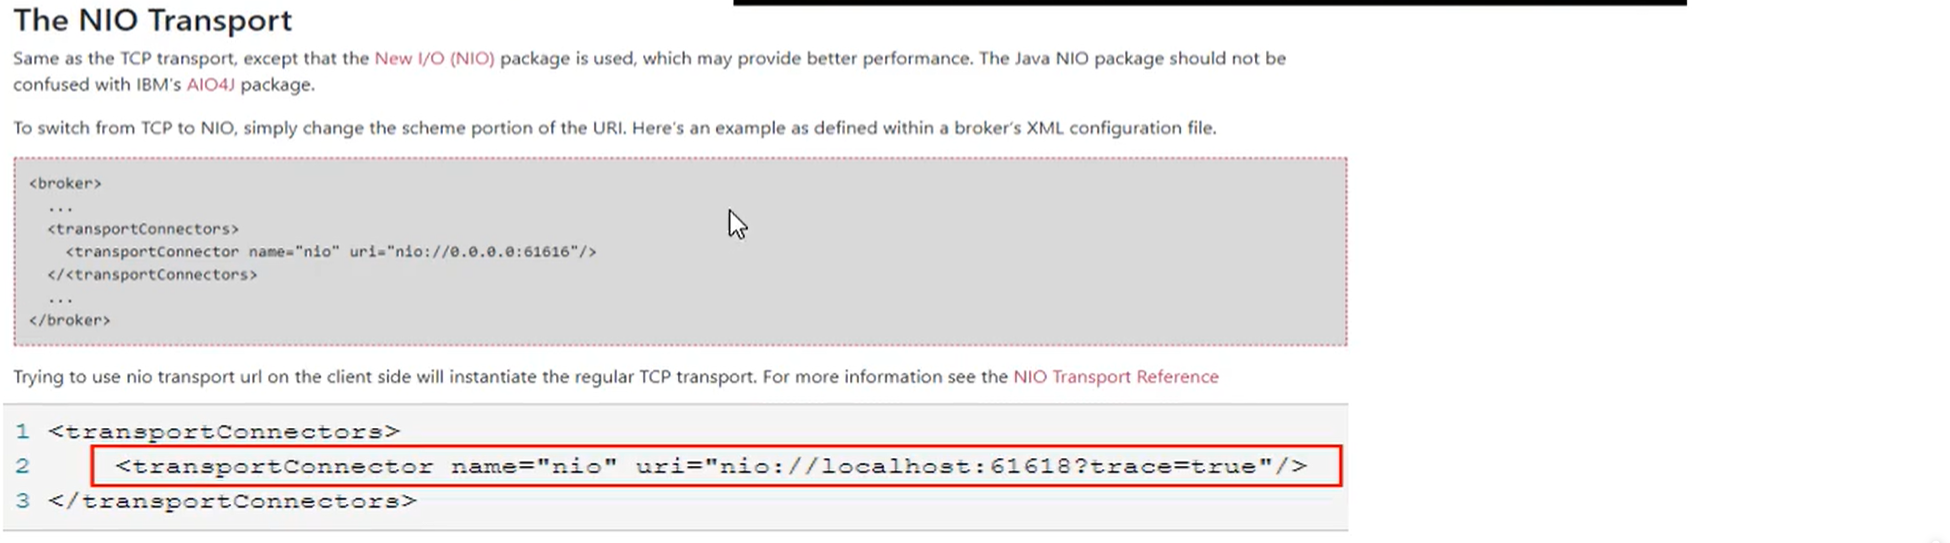 The NIO Transport
Same as the TCP transport, except that the New I/O (NIO) package is used, which may provide better performance. The Java NIO package should not be
confused with IBM's AIO4J package.
To switch from TCP to NIO, simply change the scheme portion of the URI. Here's an example as defined within a broker's XML configuration file.
<broker>
...
<transportConnectors>
<transportConnector name="nio" uri="nio://0.0.0.0:61616"/>
</<transportConnectors>
...
</broker>
Trying to use nio transport url on the client side will instantiate the regular TCP transport. For more information see the NIO Transport Reference
1 <transportConnectors>
2 <transportConnector name="nio" uri="nio://localhost:61618?trace=true"/>
3 </transportConnectors>